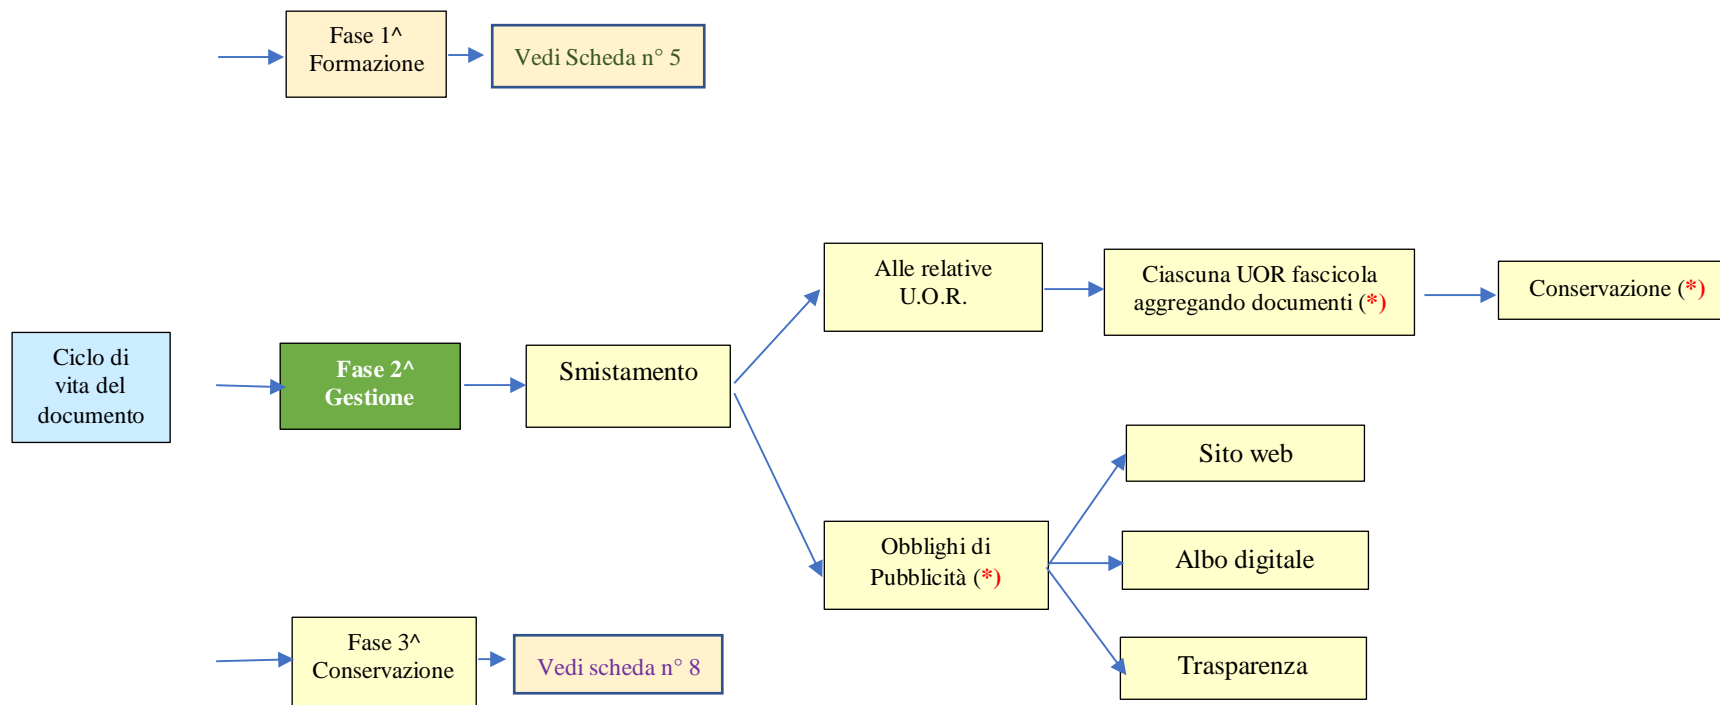 Fase 1^
Formazione
Vedi Scheda n° 5
Alle relative
U.O.R.
Ciascuna UOR fascicola
aggregando documenti (*)
Conservazione (*)
Ciclo di
vita del
documento
Fase 2^
Gestione
Smistamento
Sito web
Obblighi di
Pubblicità (*)
Albo digitale
Trasparenza
Fase 3^
Conservazione
Vedi scheda n° 8